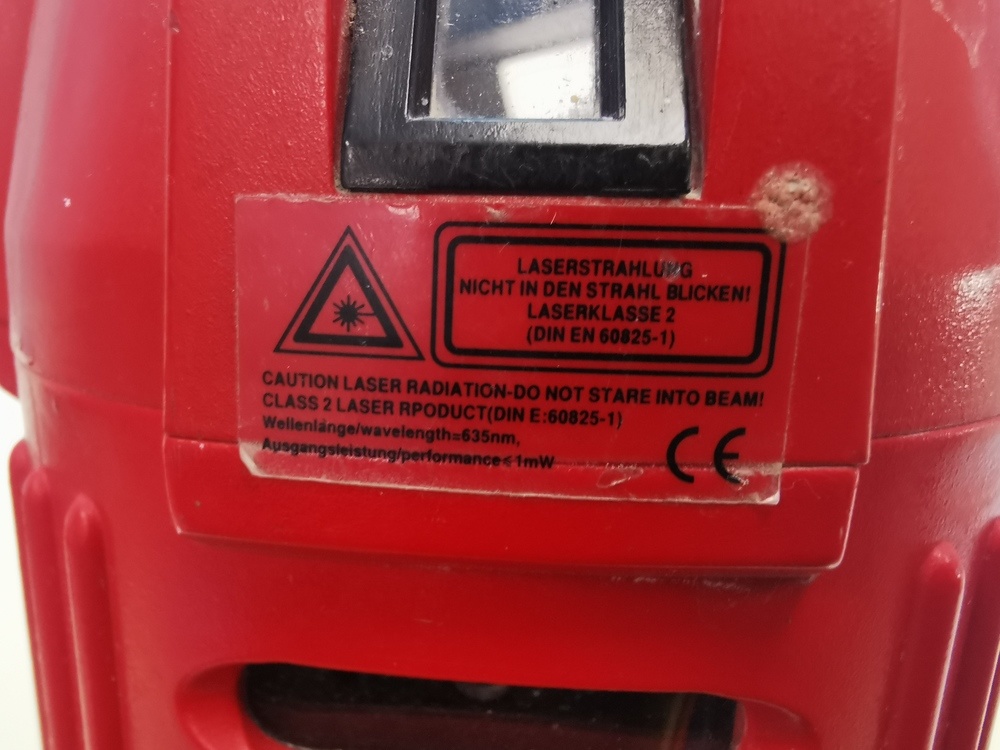 LASERSTRAHLUNG
NICHT IN DEN STRAHL BLICKEN!
LASERKLASSE 2
(DIN EN 60825-1)
CAUTION LASER RADIATION-DO NOT STARE INTO BEAM!
CLASS 2 LASER RPODUCT(DIN E:60825-1)
Wellenlänge/wavelength=635nm,
Ausgangsleistung/performance<1mW
CE